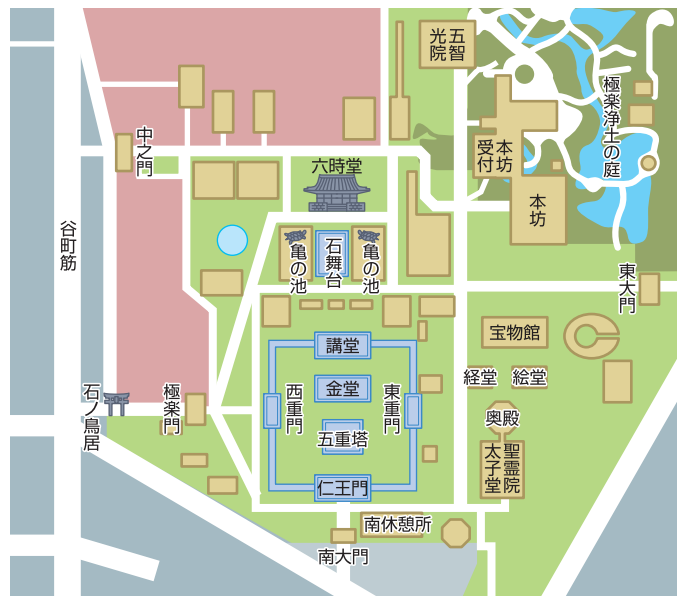 五智
光院
極楽浄土の庭
中之門
六時堂
本坊
受付
本坊
谷町筋
亀の池
石舞台
亀の池
東大門
宝物館
講堂
経堂
絵堂
石ノ鳥居
極楽門
西重門
金堂
東重門
五重塔
奥殿
聖霊院
太子堂
仁王門
南休憩所
南大門